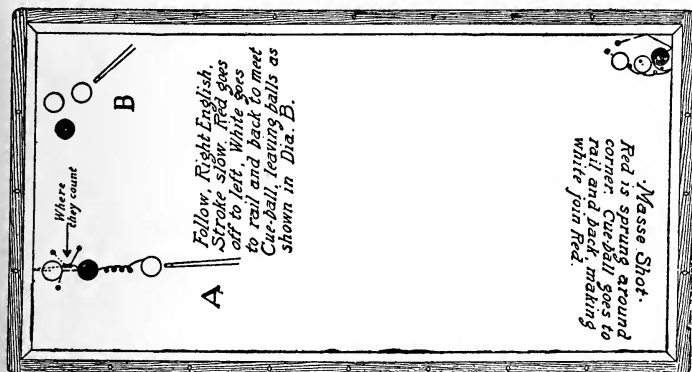 B
Where
they count
Follow, Right English,
Stroke slow. Red goes
off to left, White goes
to rail and back to meet
Cue-ball, leaving balls as
shown in Dia. B.
A
Masse Shot.
Red is sprung around
corner. Cue-ball goes to
rail and back, making
white join Red.